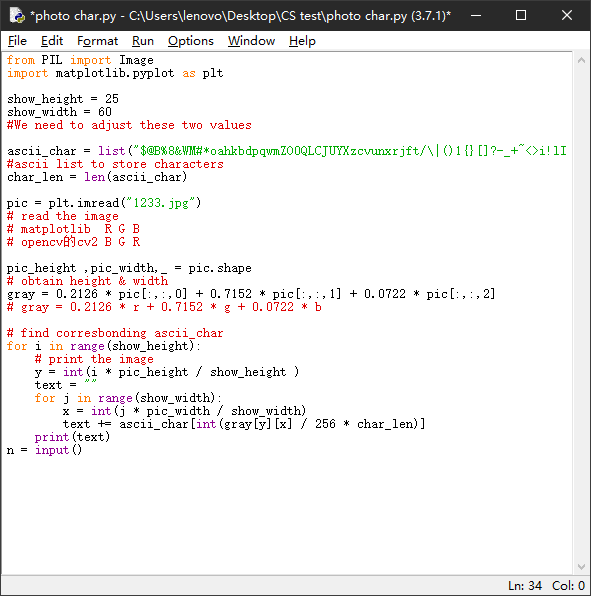 *photo char.py - C:\Users\lenovo\Desktop\CS test\photo char.py (3.7.1)*
File Edit Format Run Options Window Help
from PIL import Image
import matplotlib.pyplot as plt
show_height = 25
show_width = 60
#We need to adjust these two values
ascii_char = list("$@B%8&WM#*oahkbdpqwmZO0QLCJUYXzcvunxrjft/\|()1{}[]?-_+~<>i!lI
#ascii list to store characters
char_len = len(ascii_char)
pic = plt.imread("1233.jpg")
# read the image
# matplotlib  R G B
# opencv的cv2 B G R
pic_height ,pic_width,_ = pic.shape
# obtain height & width
gray = 0.2126 * pic[:,:,0] + 0.7152 * pic[:,:,1] + 0.0722 * pic[:,:,2]
# gray = 0.2126 * r + 0.7152 * g + 0.0722 * b
# find corresbonding ascii_char
for i in range(show_height):
    # print the image
    y = int(i * pic_height / show_height )
    text = ""
    for j in range(show_width):
        x = int(j * pic_width / show_width)
        text += ascii_char[int(gray[y][x] / 256 * char_len)]
    print(text)
n = input()
Ln: 34 Col: 0